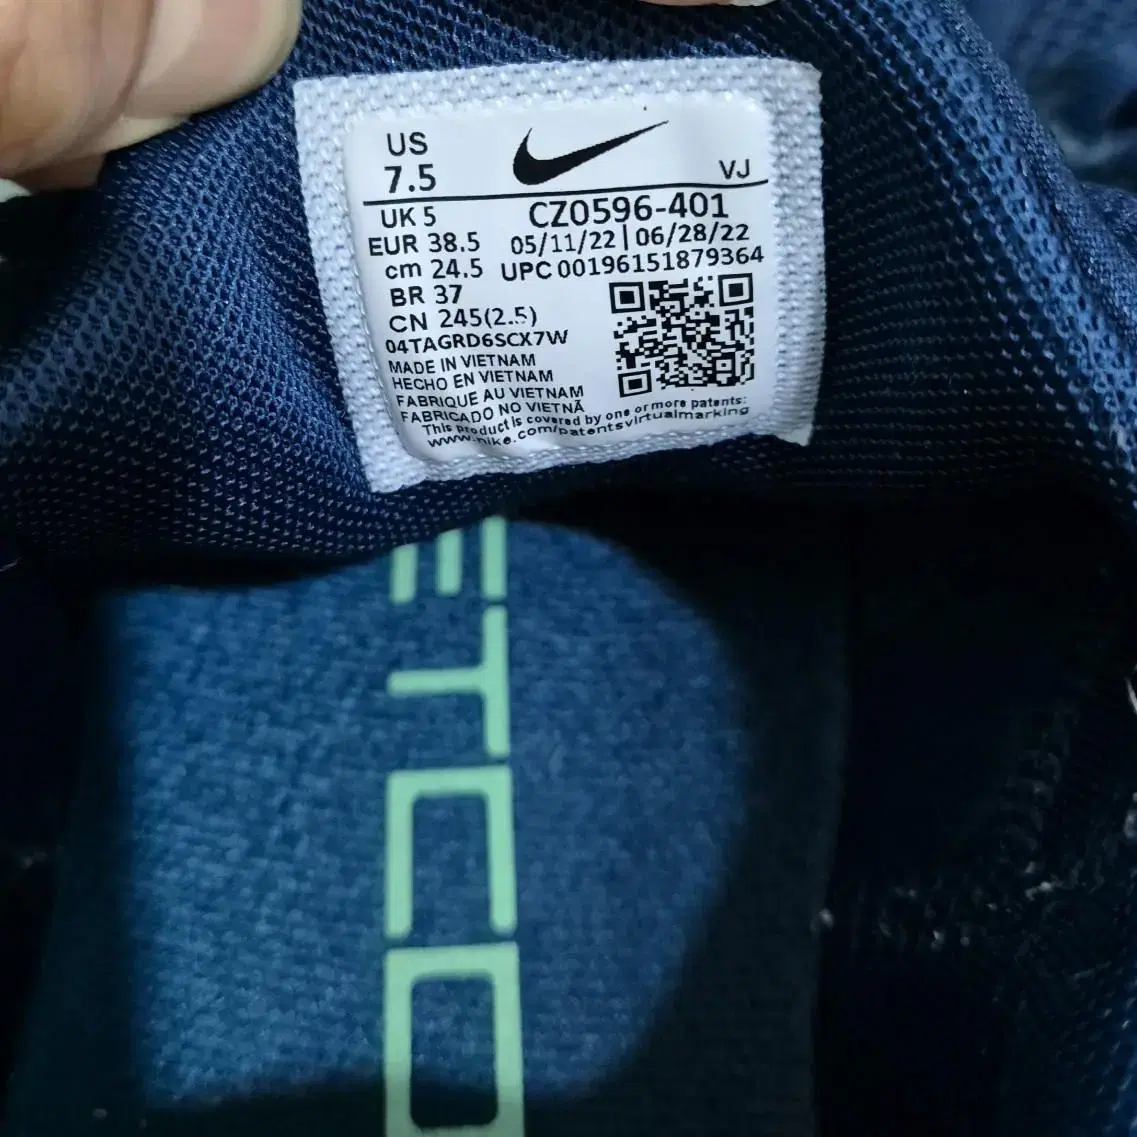 US
7.5
VJ
UK 5
CZ0596-401
EUR 38.5
05/11/22 | 06/28/22
cm 24.5
UPC 00196151879364
BR 37
CN 245(2.5)
04TAGRD6SCX7W
MADE IN VIETNAM
HECHO EN VIETNAM
FABRIQUE AU VIETNAM
FABRICADO NO VIETNÃ
This product is covered by one or more patents:
www.nike.com/patentsvirtualmarking
ETCO